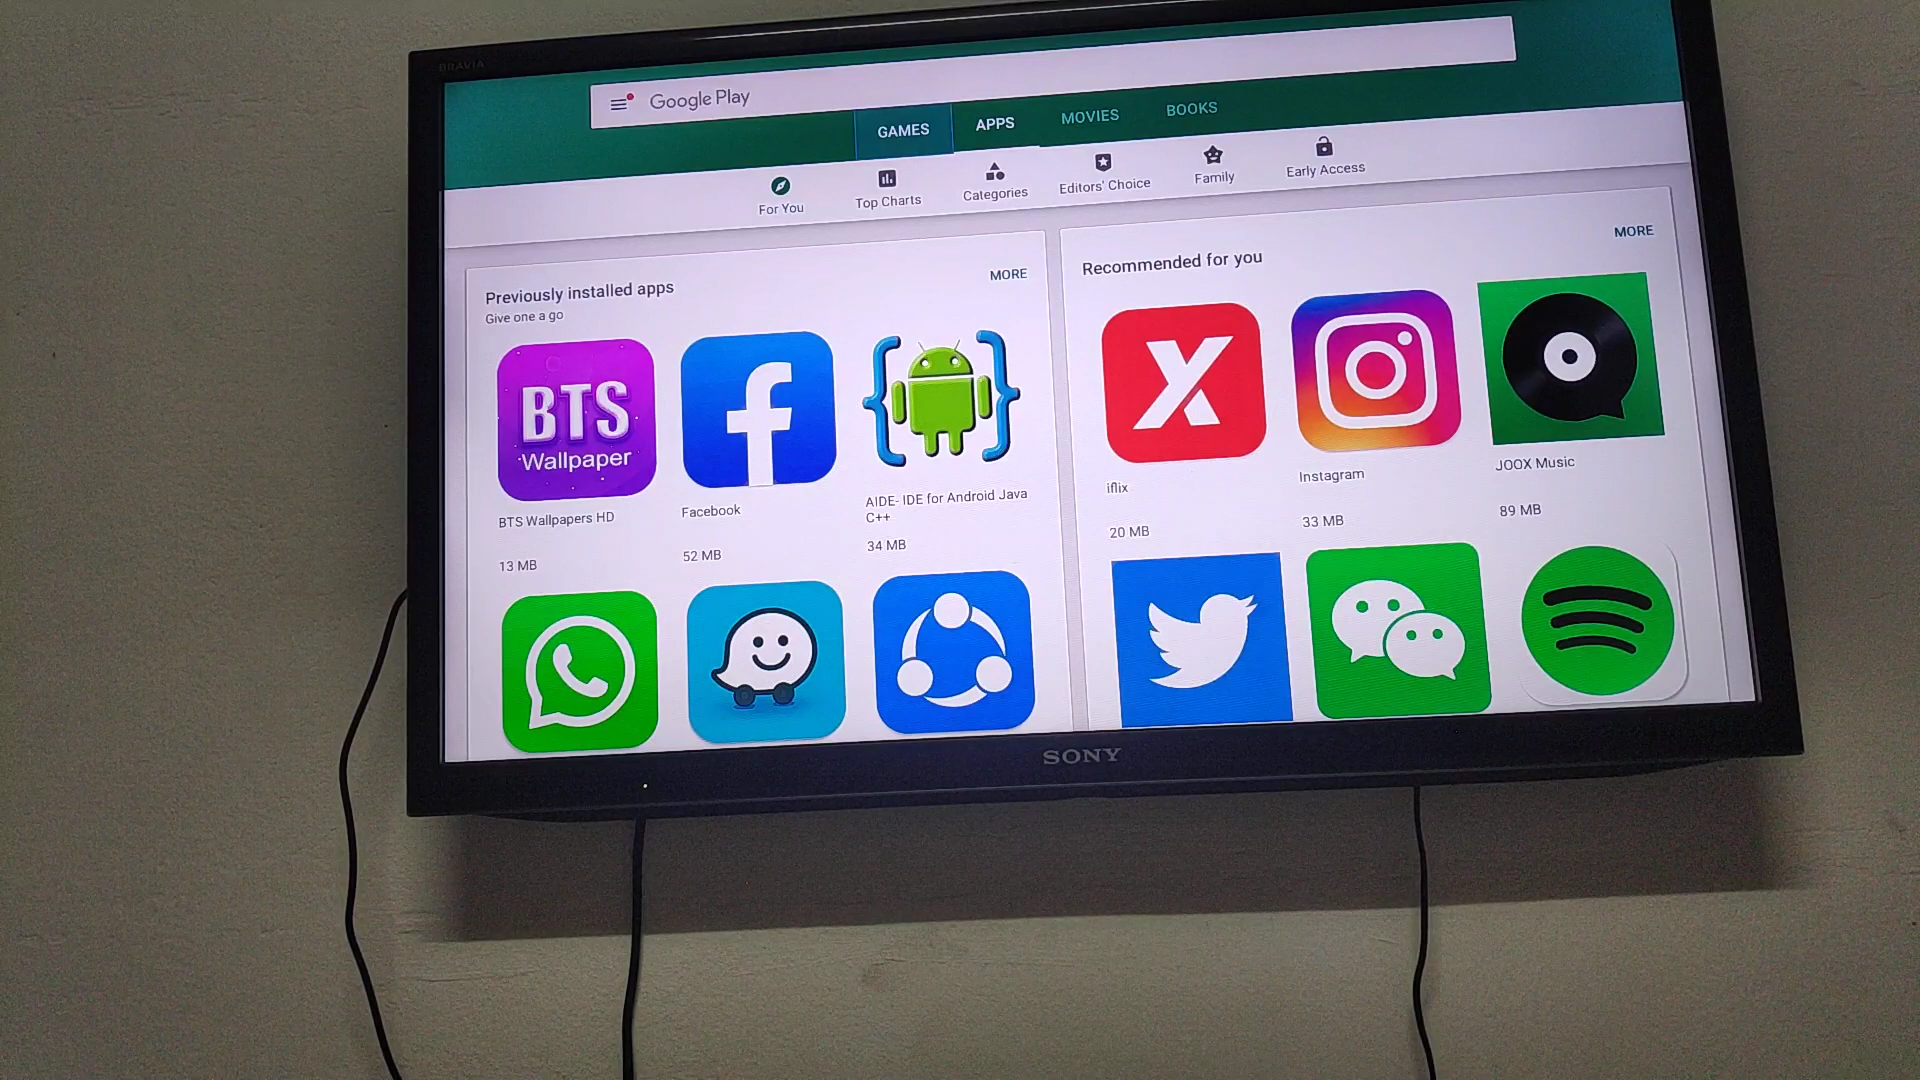 BRAVIA
Google Play
GAMES APPS MOVIES BOOKS
For You Top Charts Categories Editors' Choice Family Early Access
Previously installed apps
Give one a go
MORE
BTS
Wallpaper
BTS Wallpapers HD
13 MB
Facebook
52 MB
AIDE- IDE for Android Java
C++
34 MB
Recommended for you
MORE
iflix
20 MB
Instagram
33 MB
JOOX Music
89 MB
SONY